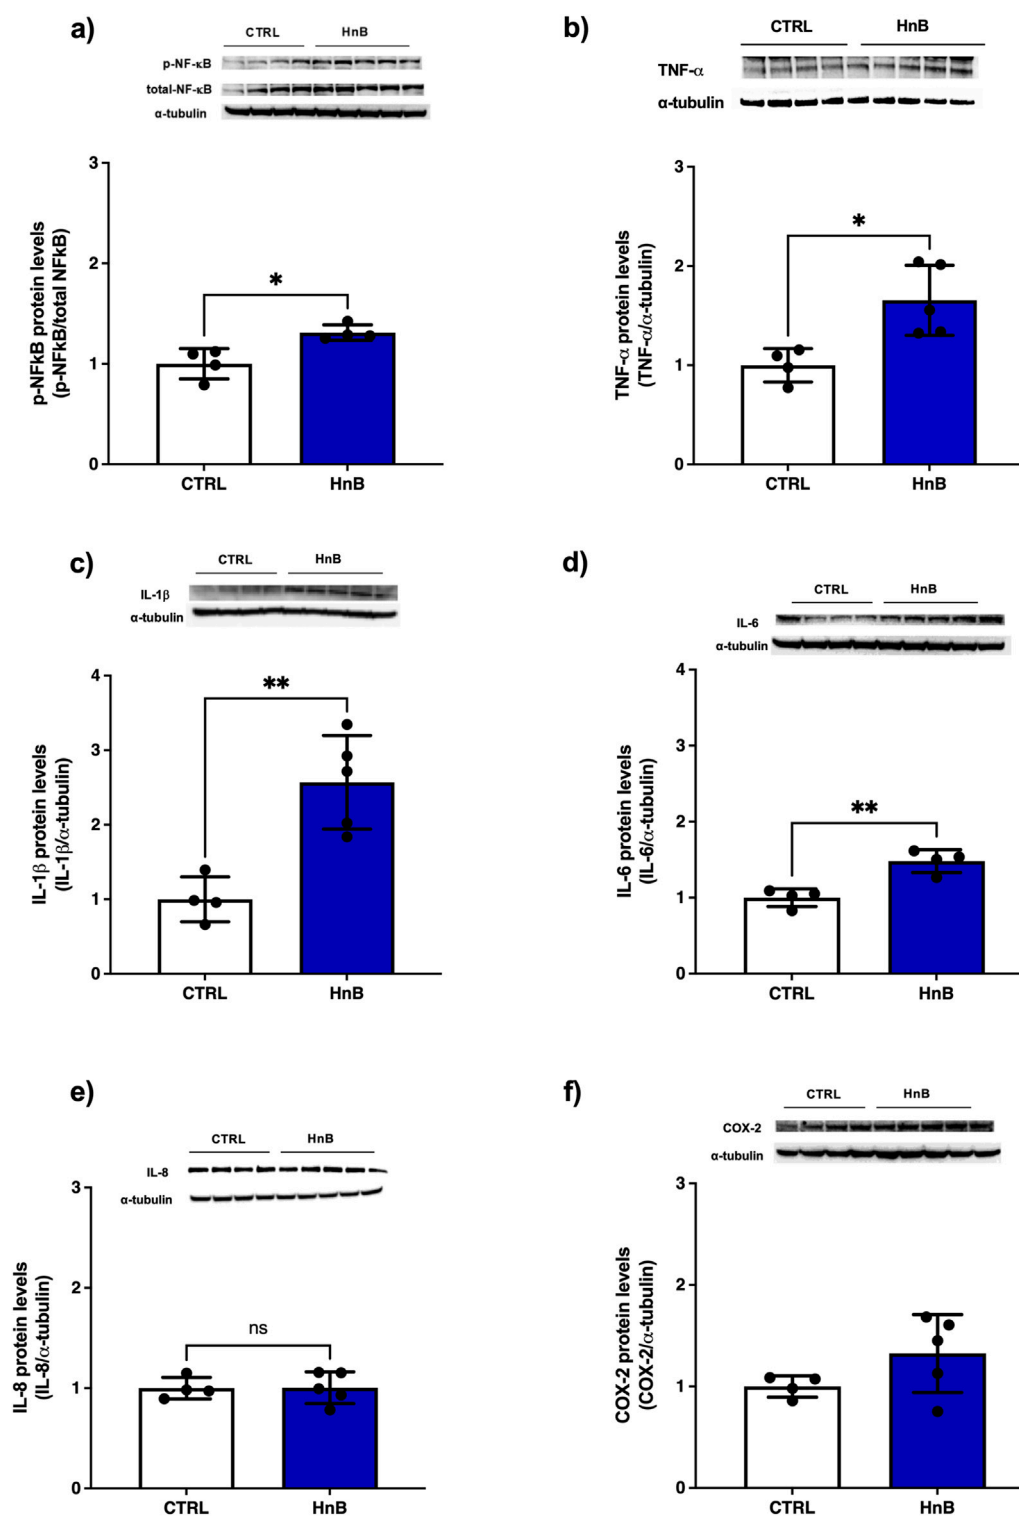 a)
CTRL HnB
p-NF-κB
total-NF-κB
α-tubulin
3
2
1
0
p-NFkB protein levels
(p-NFkB/total NFkB)
*
CTRL HnB
b)
CTRL HnB
TNF-α
α-tubulin
3
2
1
0
TNF-α protein levels
(TNF-α/α-tubulin)
*
CTRL HnB
c)
CTRL HnB
IL-1β
α-tubulin
4
3
2
1
0
IL-1β protein levels
(IL-1β/α-tubulin)
**
CTRL HnB
d)
CTRL HnB
IL-6
α-tubulin
4
3
2
1
0
IL-6 protein levels
(IL-6/α-tubulin)
**
CTRL HnB
e)
CTRL HnB
IL-8
α-tubulin
3
2
1
0
IL-8 protein levels
(IL-8/α-tubulin)
ns
CTRL HnB
f)
CTRL HnB
COX-2
α-tubulin
3
2
1
0
COX-2 protein levels
(COX-2/α-tubulin)
CTRL HnB